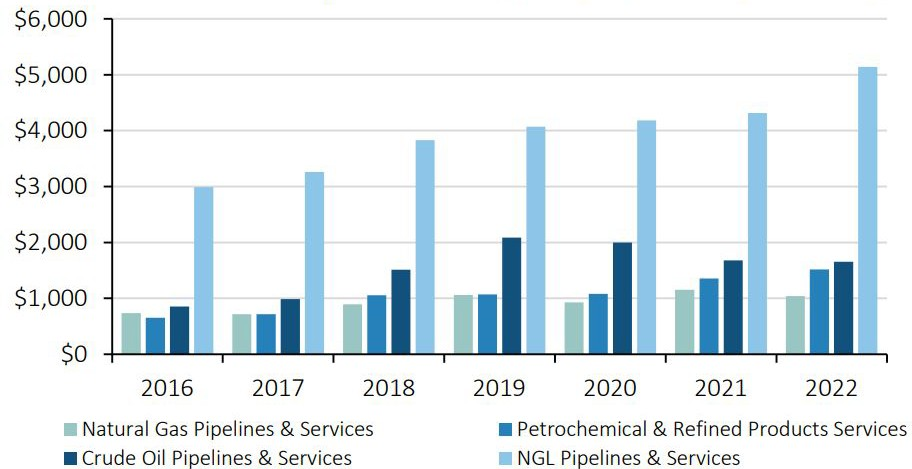 $6,000
$5,000
$4,000
$3,000
$2,000
$1,000
$0
2016 2017 2018 2019 2020 2021 2022
Natural Gas Pipelines & Services Petrochemical & Refined Products Services
Crude Oil Pipelines & Services NGL Pipelines & Services